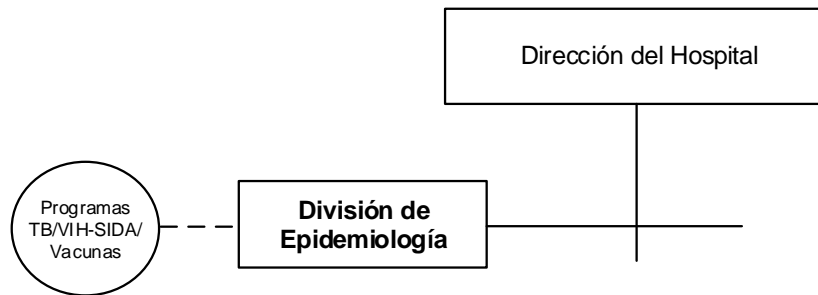 Dirección del Hospital
Programas
TB/VIH-SIDA/
Vacunas
División de
Epidemiología